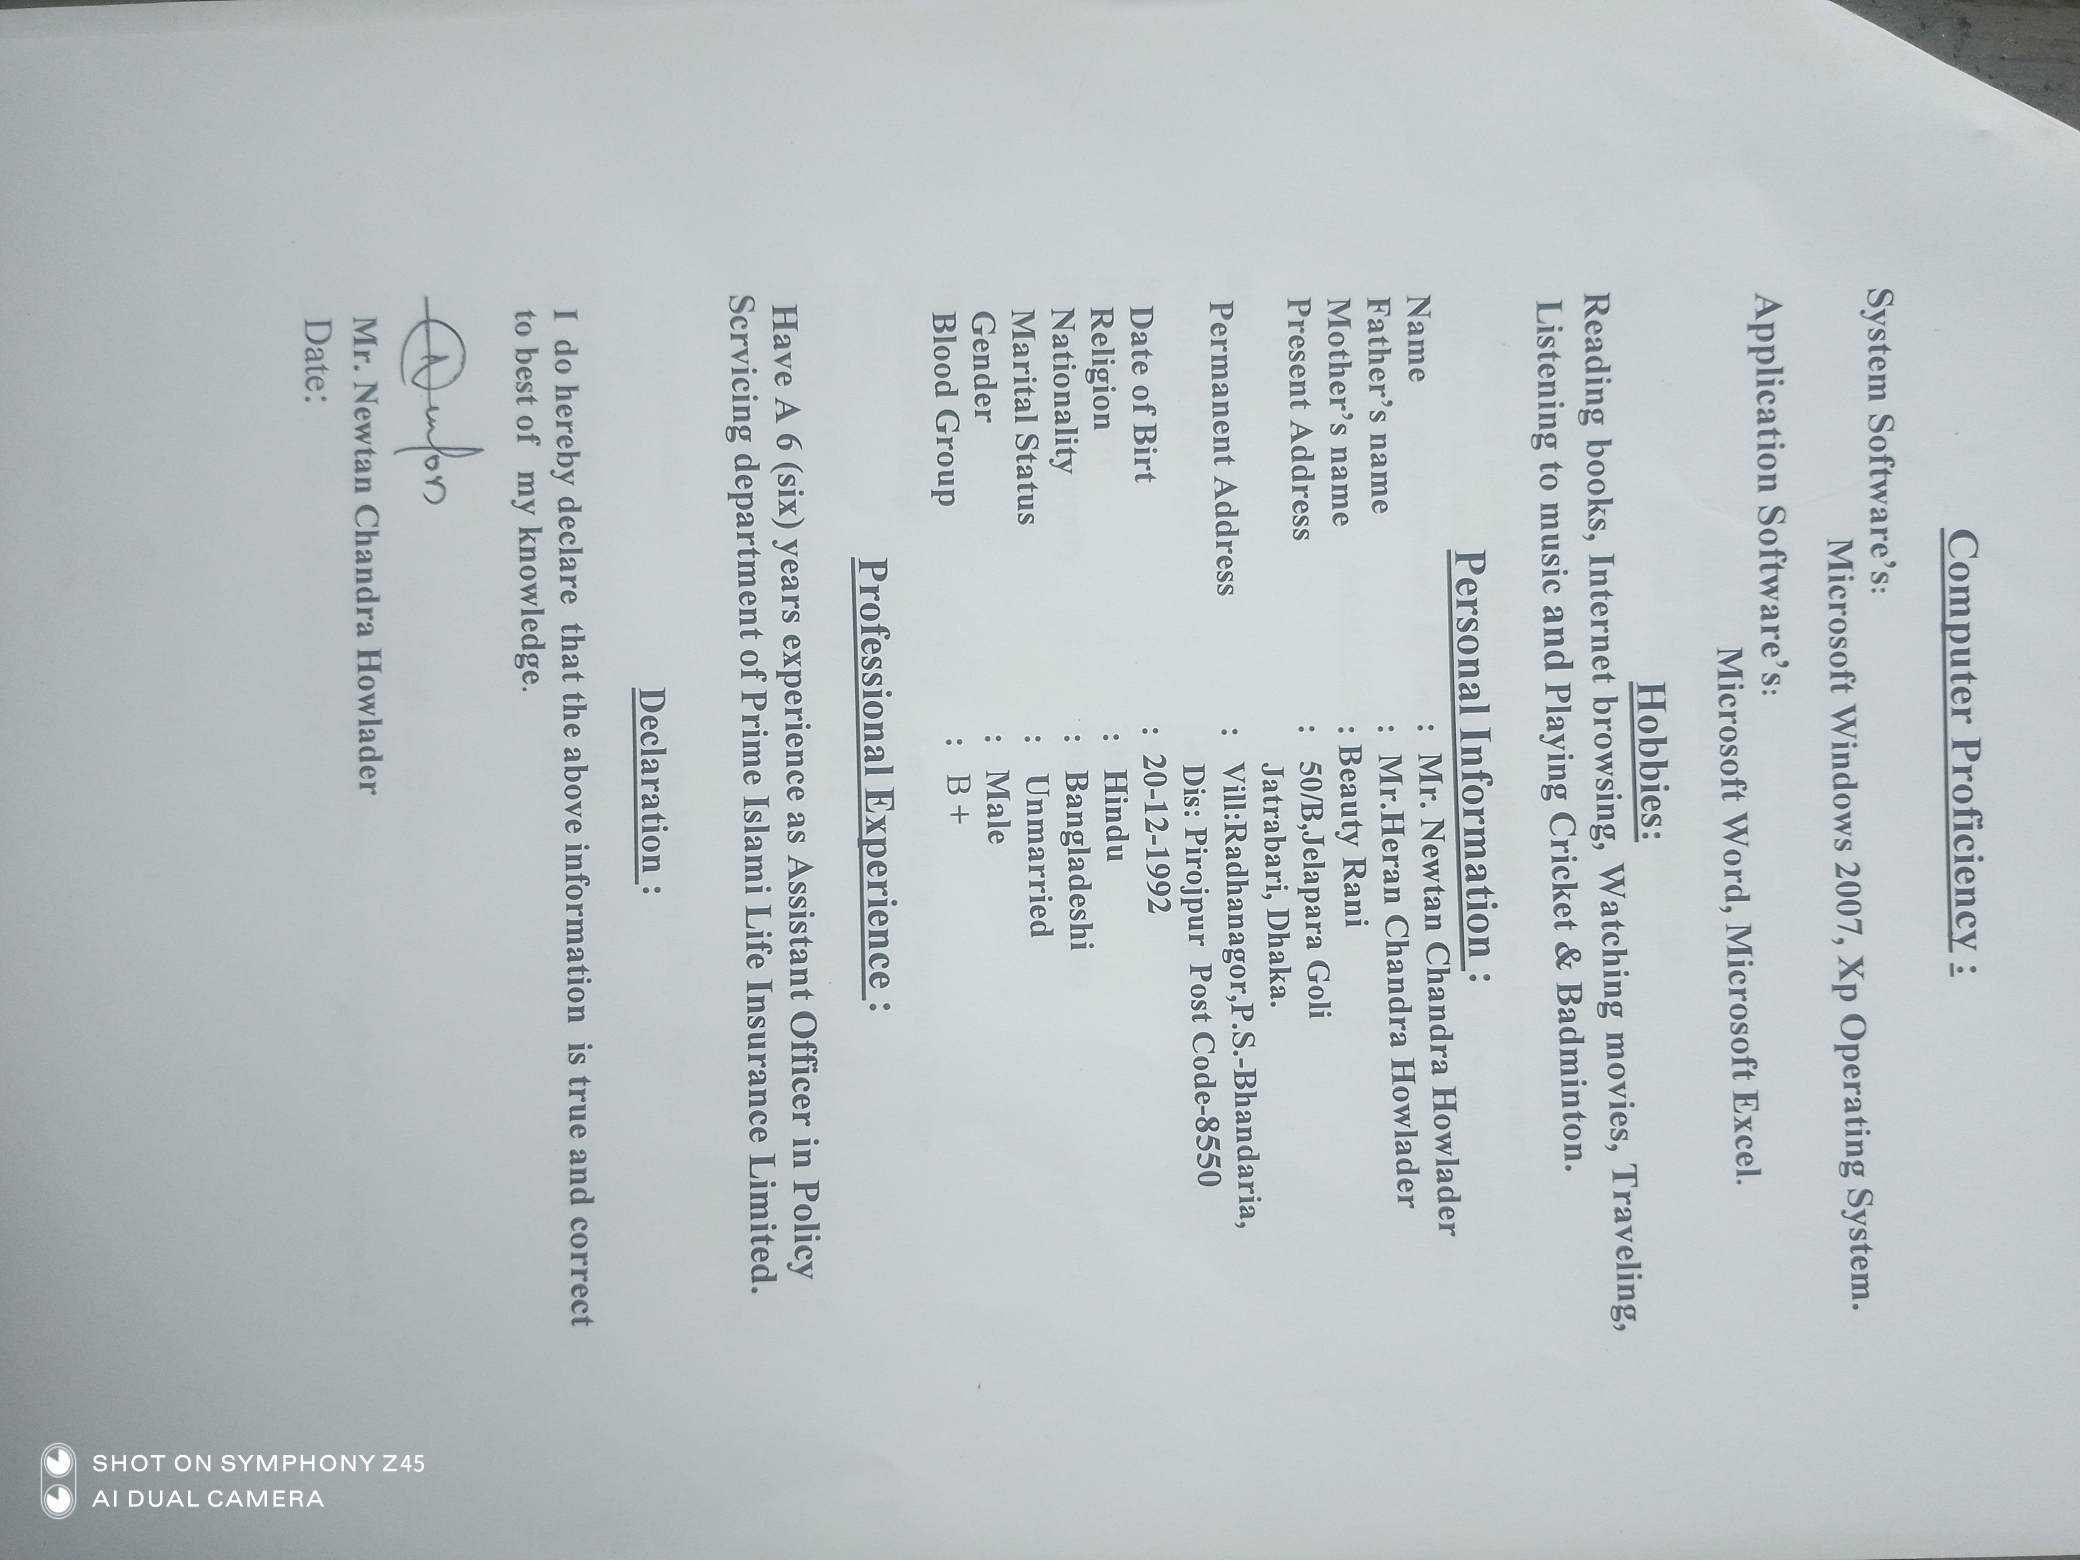 Computer Proficiency :
System Software's:
Microsoft Windows 2007, Xp Operating System.
Application Software's:
Microsoft Word, Microsoft Excel.
Hobbies:
Reading books, Internet browsing, Watching movies, Traveling,
Listening to music and Playing Cricket & Badminton.
Personal Information :
Name : Mr. Newtan Chandra Howlader
Father's name : Mr.Heran Chandra Howlader
Mother's name : Beauty Rani
Present Address : 50/B,Jelapara Goli
Jatrabari, Dhaka.
Permanent Address : Vill:Radhanagor,P.S.-Bhandaria,
Dis: Pirojpur Post Code-8550
Date of Birt : 20-12-1992
Religion : Hindu
Nationality : Bangladeshi
Marital Status : Unmarried
Gender : Male
Blood Group : B+
Professional Experience :
Have A 6 (six) years experience as Assistant Officer in Policy
Servicing department of Prime Islami Life Insurance Limited.
Declaration :
I do hereby declare that the above information is true and correct
to best of my knowledge.
Mr. Newtan Chandra Howlader
Date:
SHOT ON SYMPHONY Z45
AI DUAL CAMERA